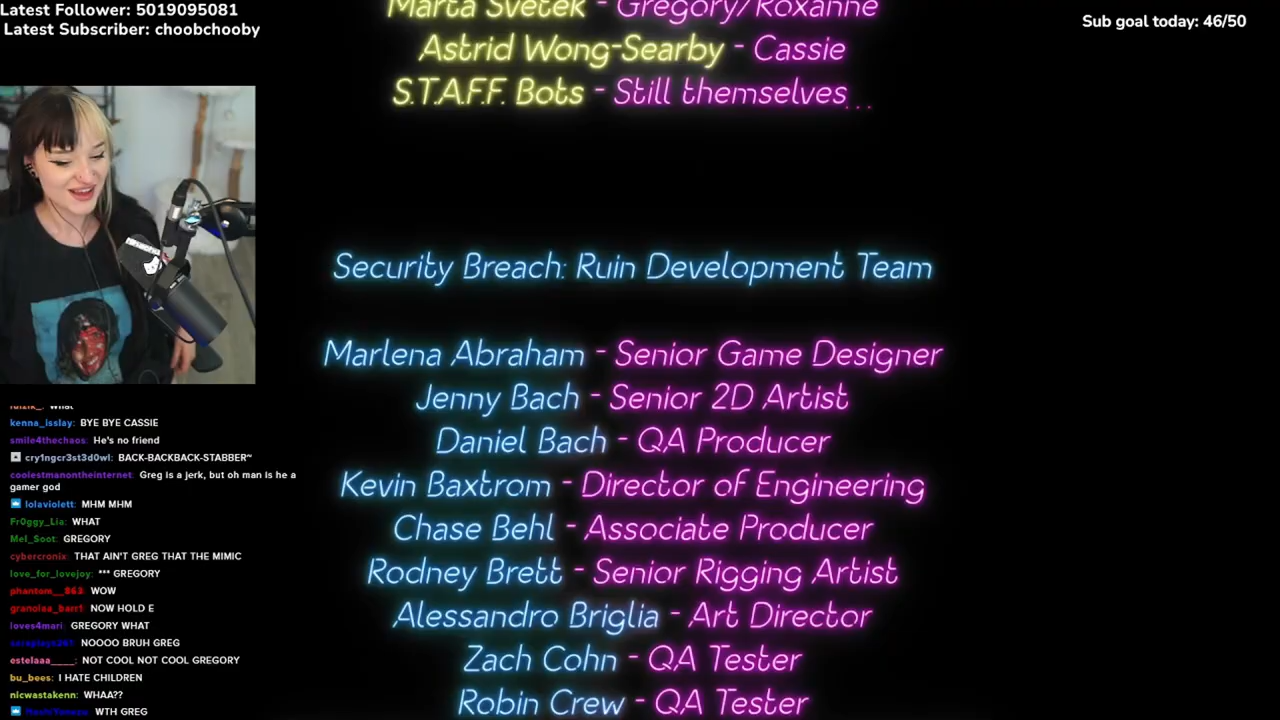 Latest Follower: 5019095081
Latest Subscriber: choobchooby
Sub goal today: 46/50
Marta Svetek - Gregory/Roxanne
Astrid Wong-Searby - Cassie
S.T.A.F.F. Bots - Still themselves...
Security Breach: Ruin Development Team
Marlena Abraham - Senior Game Designer
Jenny Bach - Senior 2D Artist
Daniel Bach - QA Producer
Kevin Baxtrom - Director of Engineering
Chase Behl - Associate Producer
Rodney Brett - Senior Rigging Artist
Alessandro Briglia - Art Director
Zach Cohn - QA Tester
Robin Crew - QA Tester
kenna_isslay: BYE BYE CASSIE
smile4thechaos: He's no friend
cry1ngcr3st3d0wl: BACK-BACKBACK-STABBER~
coolestmanontheinternet: Greg is a jerk, but oh man is he a
gamer god
lolaviolett: MHM MHM
Fr0ggy_Lia: WHAT
Mel_Soot: GREGORY
cybercronix: THAT AIN'T GREG THAT THE MIMIC
love_for_lovejoy: *** GREGORY
phantom__863: WOW
granolaa_barr1: NOW HOLD E
loves4mari: GREGORY WHAT
NOOOO BRUH GREG
estelaaa____: NOT COOL NOT COOL GREGORY
bu_bees: I HATE CHILDREN
nicwastakenn: WHAA??
WTH GREG